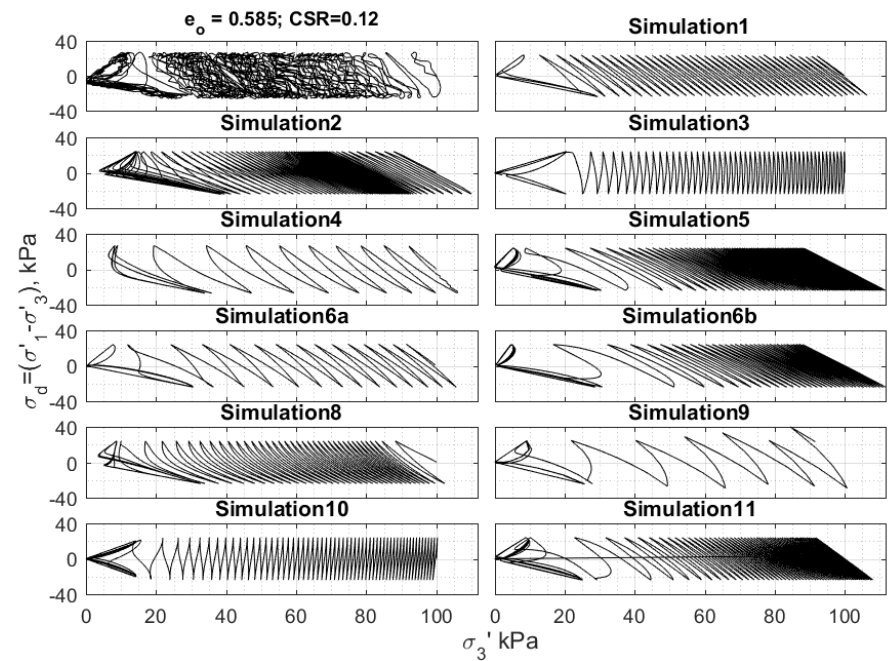 e_o = 0.585; CSR=0.12
Simulation1
40
0
-40
Simulation2
Simulation3
40
0
-40
Simulation4
Simulation5
40
0
-40
Simulation6a
Simulation6b
40
0
-40
Simulation8
Simulation9
40
0
-40
Simulation10
Simulation11
40
0
-40
0 20 40 60 80 100
0 20 40 60 80 100
σ_d=(σ'_1-σ'_3), kPa
σ_3' kPa